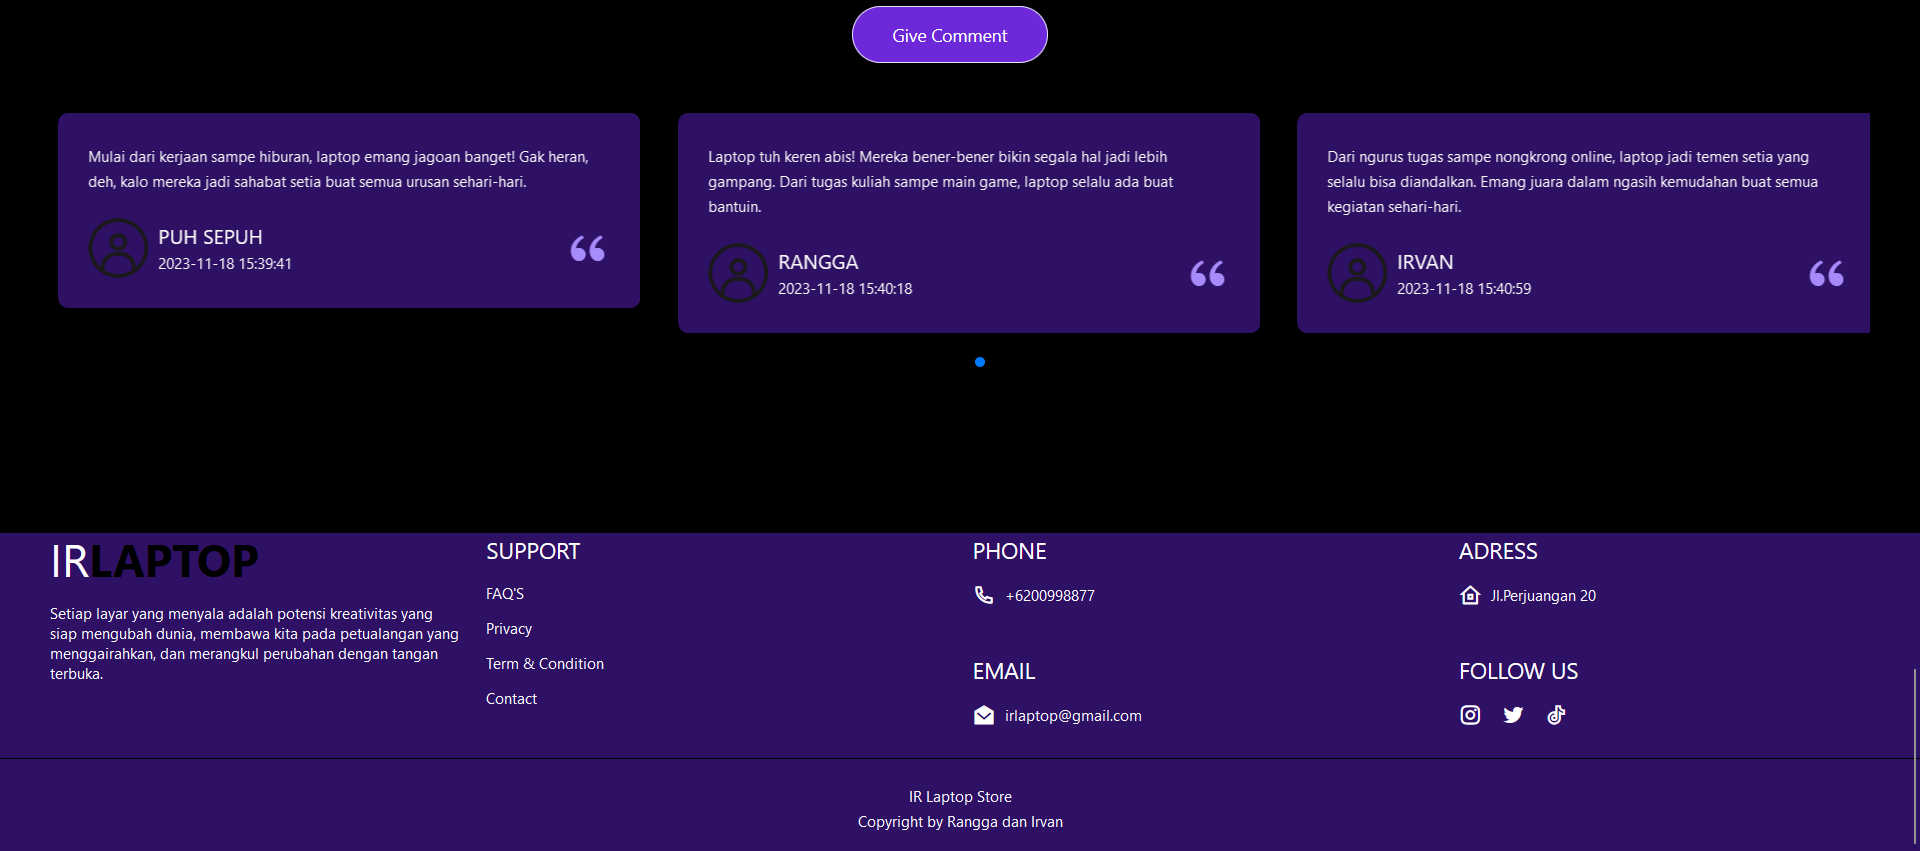 Give Comment
Mulai dari kerjaan sampe hiburan, laptop emang jagoan banget! Gak heran,
deh, kalo mereka jadi sahabat setia buat semua urusan sehari-hari.
PUH SEPUH
2023-11-18 15:39:41
Laptop tuh keren abis! Mereka bener-bener bikin segala hal jadi lebih
gampang. Dari tugas kuliah sampe main game, laptop selalu ada buat
bantuin.
RANGGA
2023-11-18 15:40:18
Dari ngurus tugas sampe nongkrong online, laptop jadi temen setia yang
selalu bisa diandalkan. Emang juara dalam ngasih kemudahan buat semua
kegiatan sehari-hari.
IRVAN
2023-11-18 15:40:59
IRLAPTOP
Setiap layar yang menyala adalah potensi kreativitas yang
siap mengubah dunia, membawa kita pada petualangan yang
menggairahkan, dan merangkul perubahan dengan tangan
terbuka.
SUPPORT
FAQ'S
Privacy
Term & Condition
Contact
PHONE
+6200998877
EMAIL
irlaptop@gmail.com
ADRESS
Jl.Perjuangan 20
FOLLOW US
IR Laptop Store
Copyright by Rangga dan Irvan